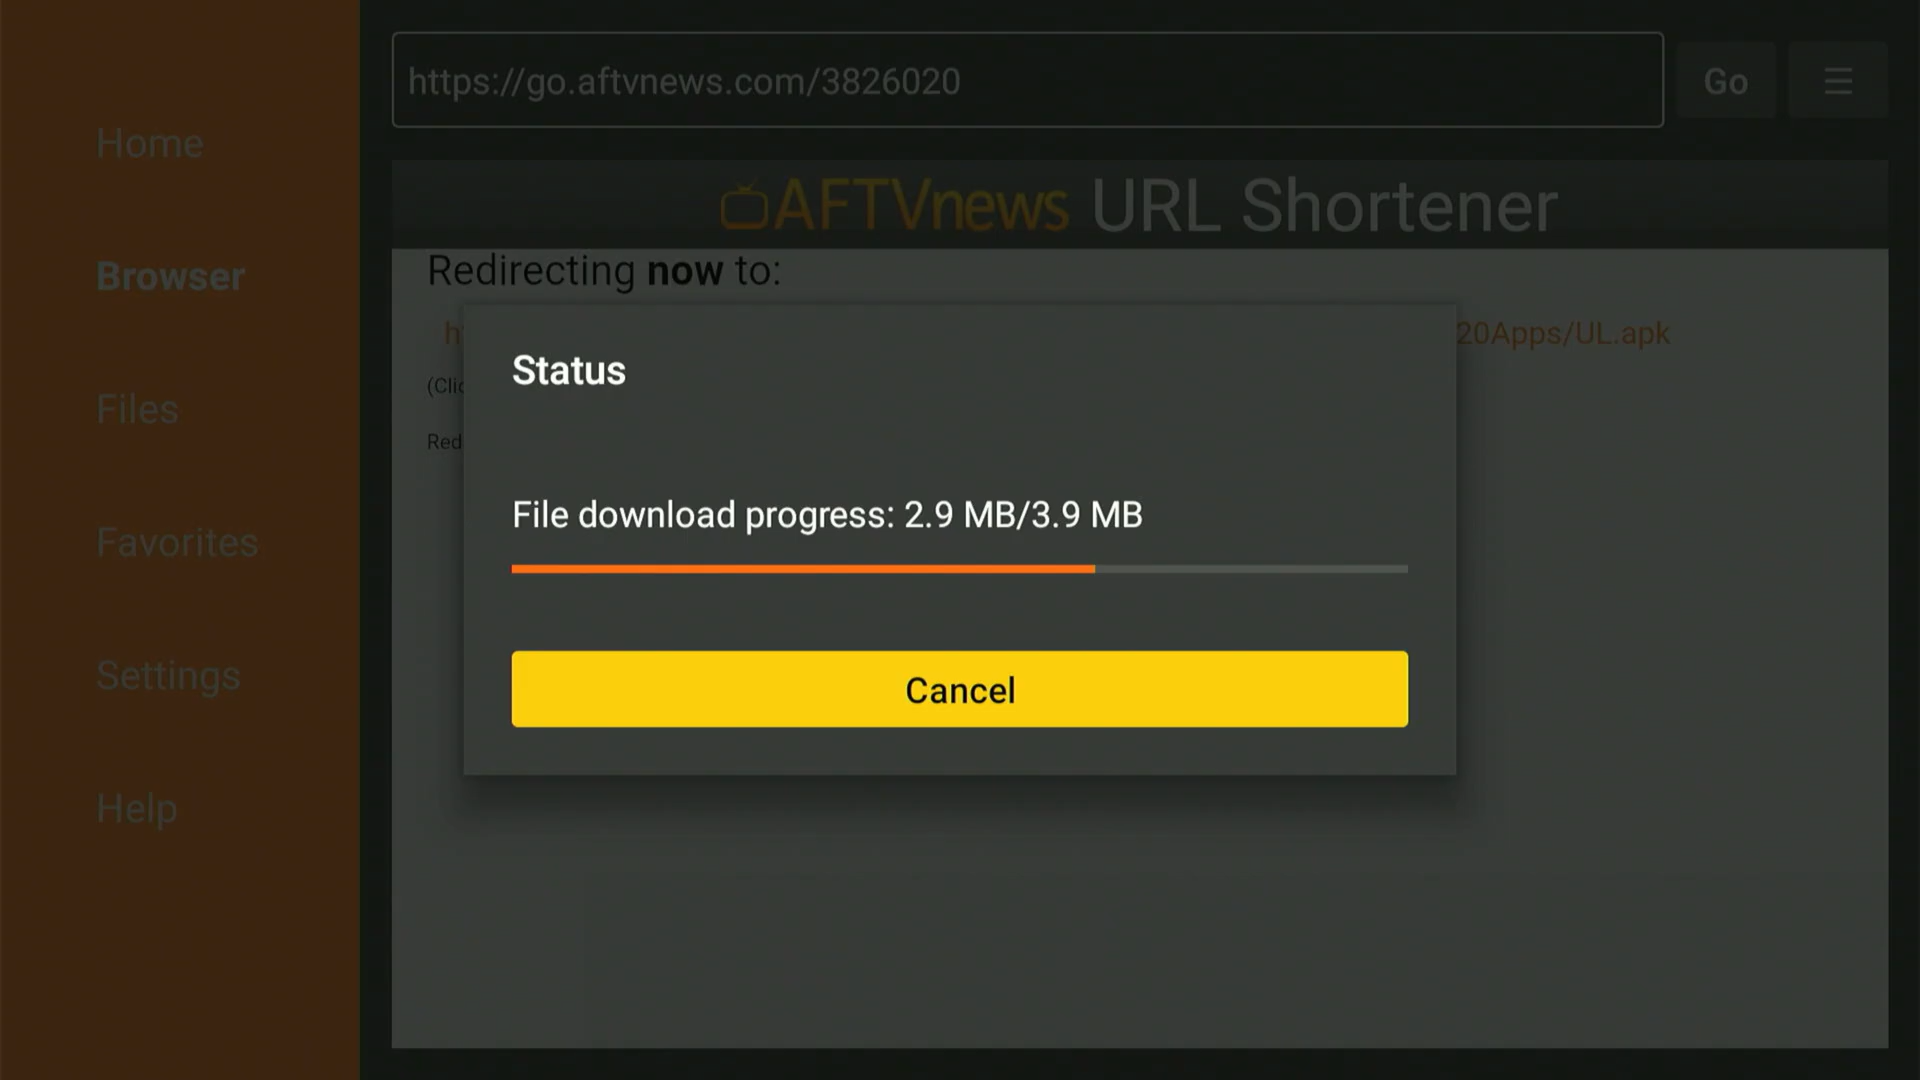 https://go.aftvnews.com/3826020
Go
Home
Browser
Files
Favorites
Settings
Help
AFTVnews URL Shortener
Redirecting now to:
20Apps/UL.apk
Status
File download progress: 2.9 MB/3.9 MB
Cancel